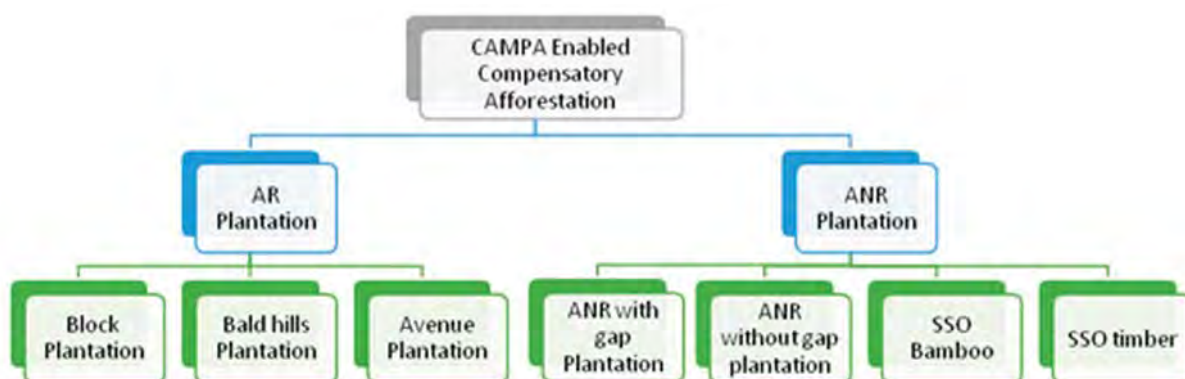 CAMPA Enabled
Compensatory
Afforestation
AR
Plantation
ANR
Plantation
Block
Plantation
Bald hills
Plantation
Avenue
Plantation
ANR with
gap
Plantation
ANR
without gap
plantation
SSO
Bamboo
SSO timber